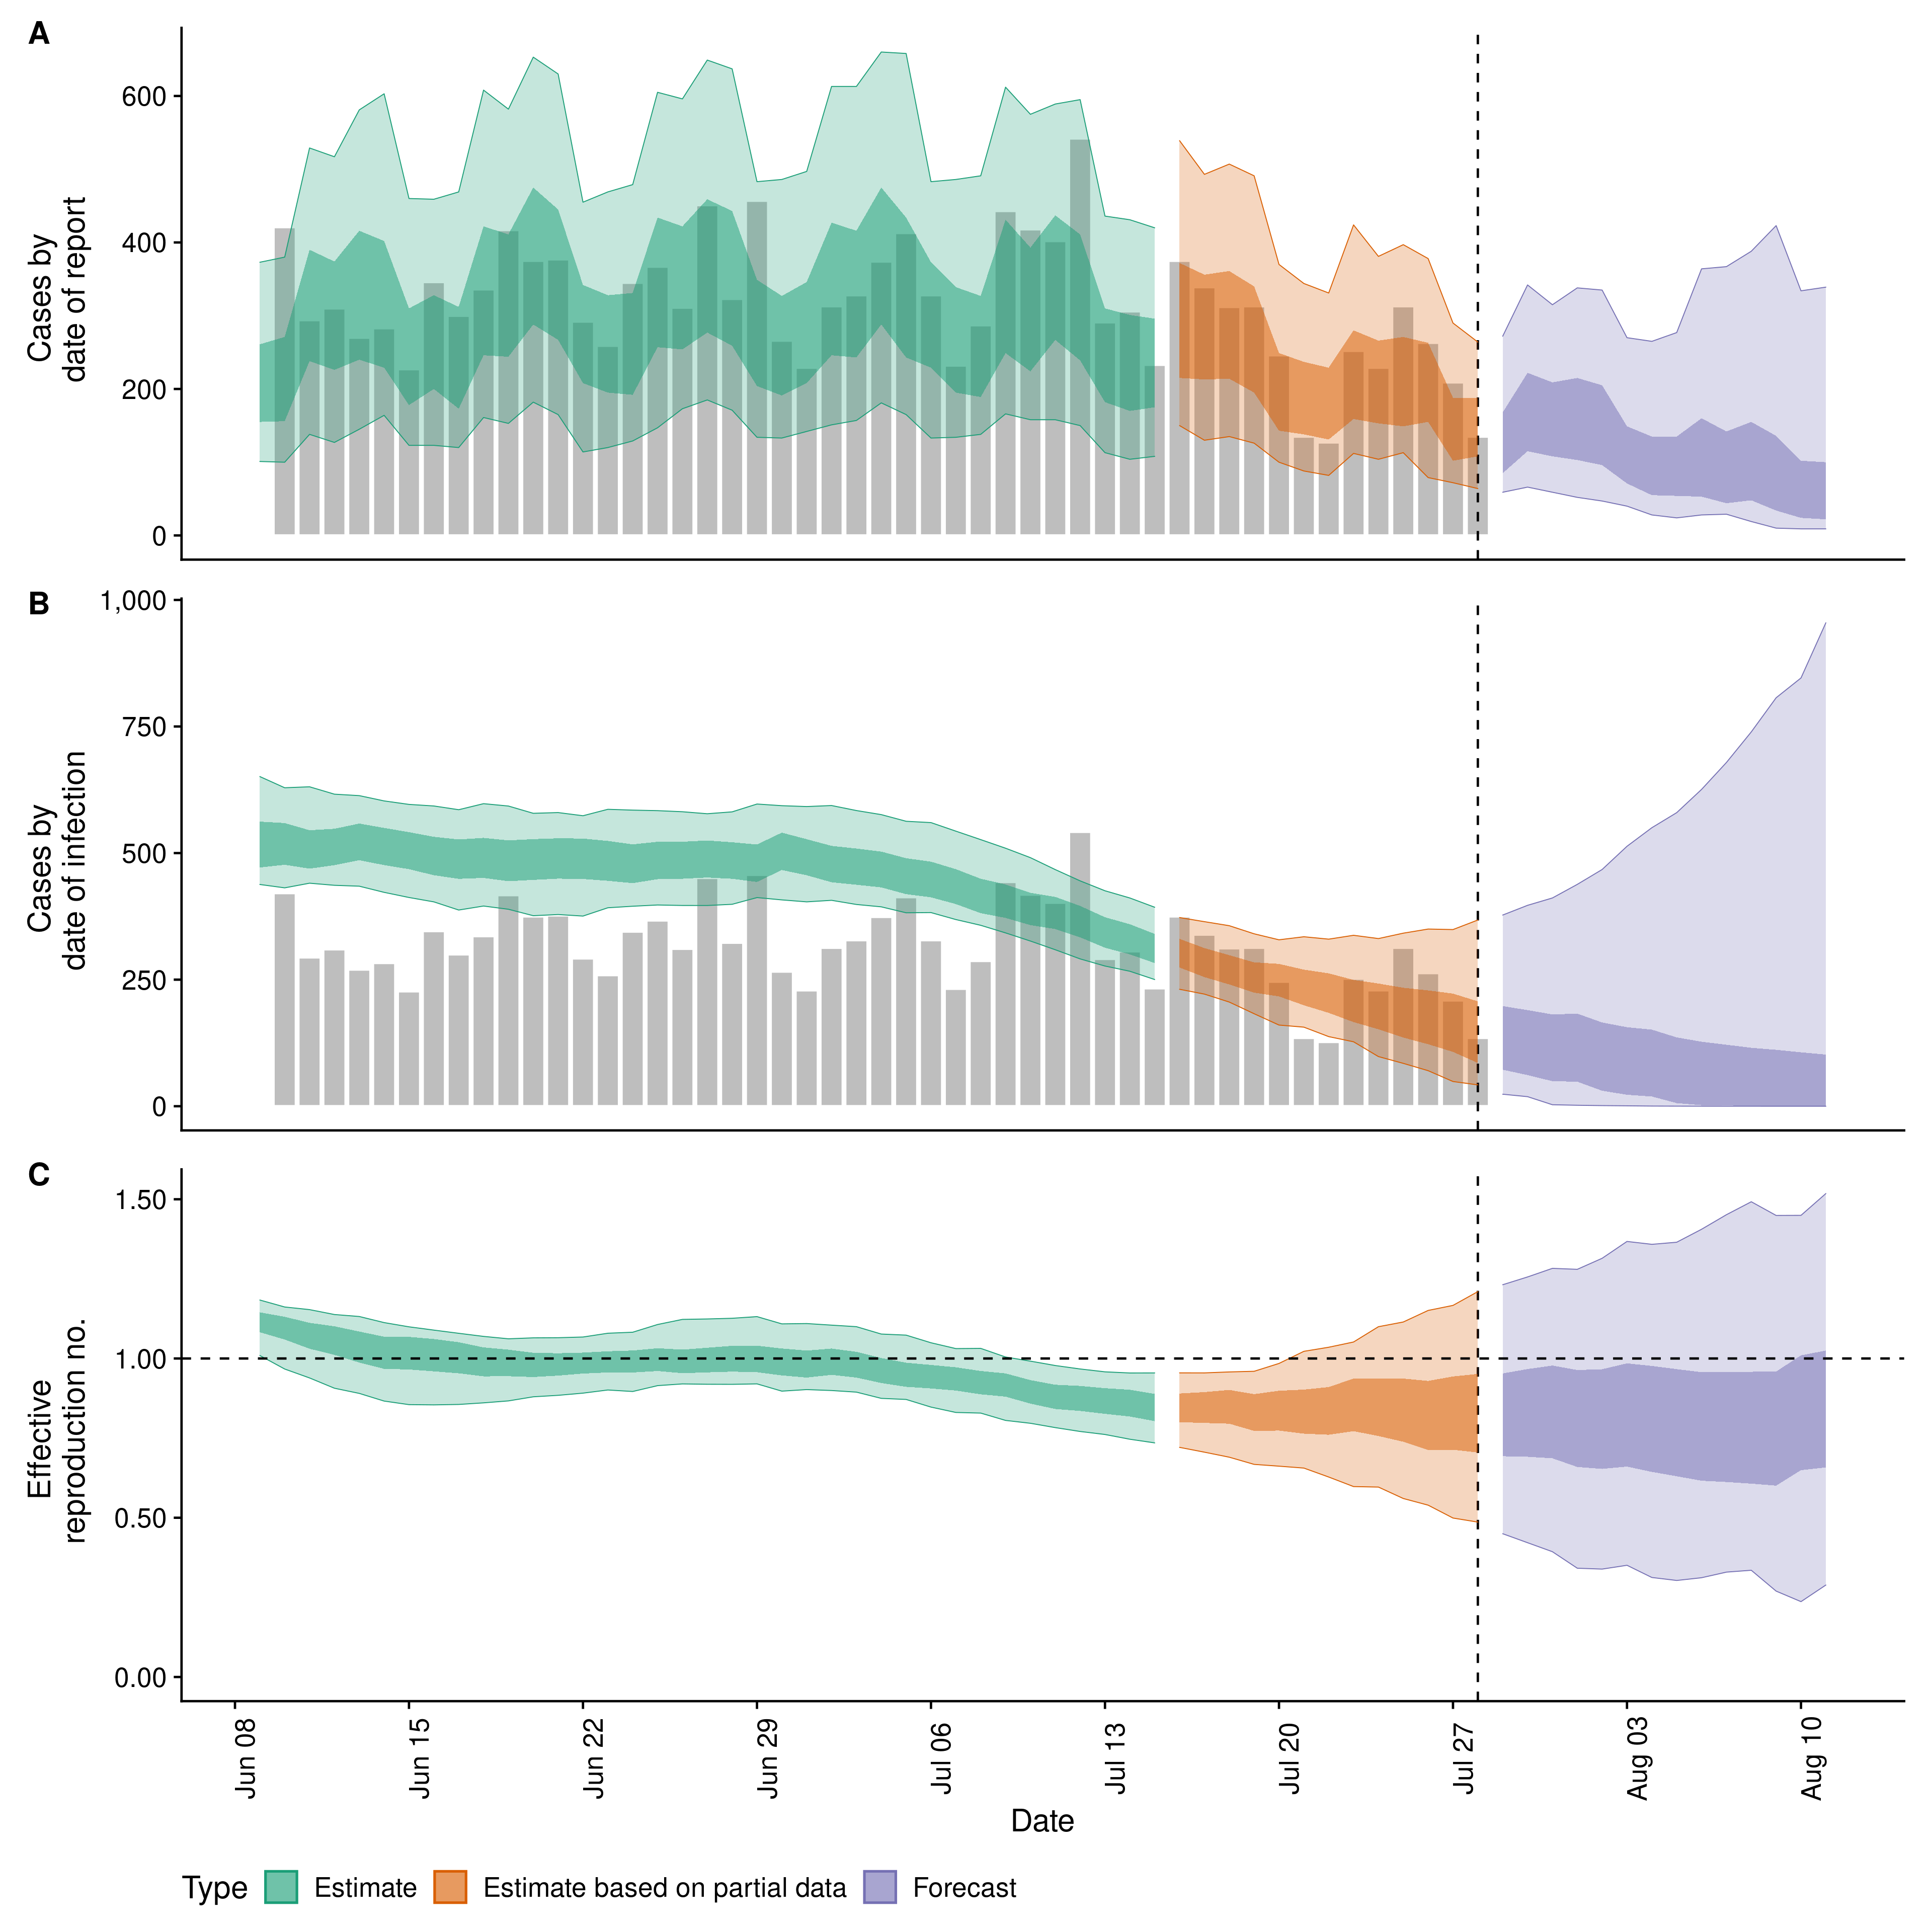 A
Cases by
date of report
600
400
200
0
B
Cases by
date of infection
1,000
750
500
250
0
C
Effective
reproduction no.
1.50
1.00
0.50
0.00
Jun 08
Jun 15
Jun 22
Jun 29
Jul 06
Jul 13
Jul 20
Jul 27
Aug 03
Aug 10
Date
Type
Estimate
Estimate based on partial data
Forecast